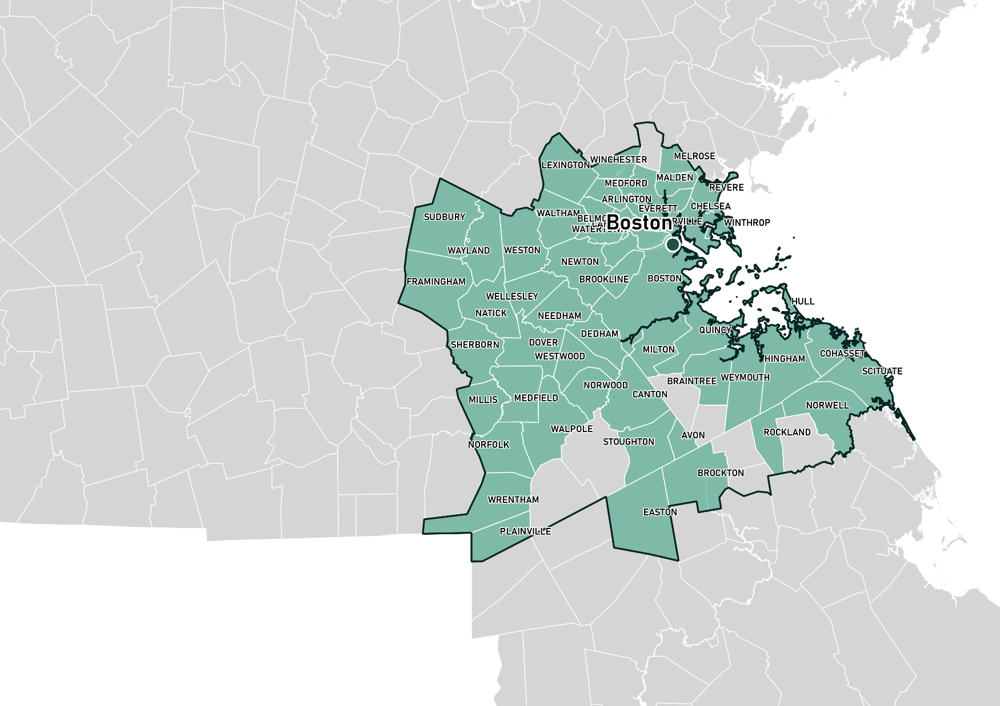 MELROSE
WINCHESTER
LEXINGTON
MALDEN
MEDFORD
REVERE
ARLINGTON
CHELSEA
EVERETT
WALTHAM
SUDBURY
Boston
WINTHROP
WATERTOWN
WAYLAND
WESTON
NEWTON
BROOKLINE
BOSTON
FRAMINGHAM
WELLESLEY
HULL
NATICK
NEEDHAM
QUINCY
DEDHAM
SHERBORN
DOVER
MILTON
WESTWOOD
COHASSET
HINGHAM
SCITUATE
WEYMOUTH
BRAINTREE
NORWOOD
CANTON
MILLIS
MEDFIELD
NORWELL
WALPOLE
ROCKLAND
AVON
STOUGHTON
NORFOLK
BROCKTON
WRENTHAM
EASTON
PLAINVILLE